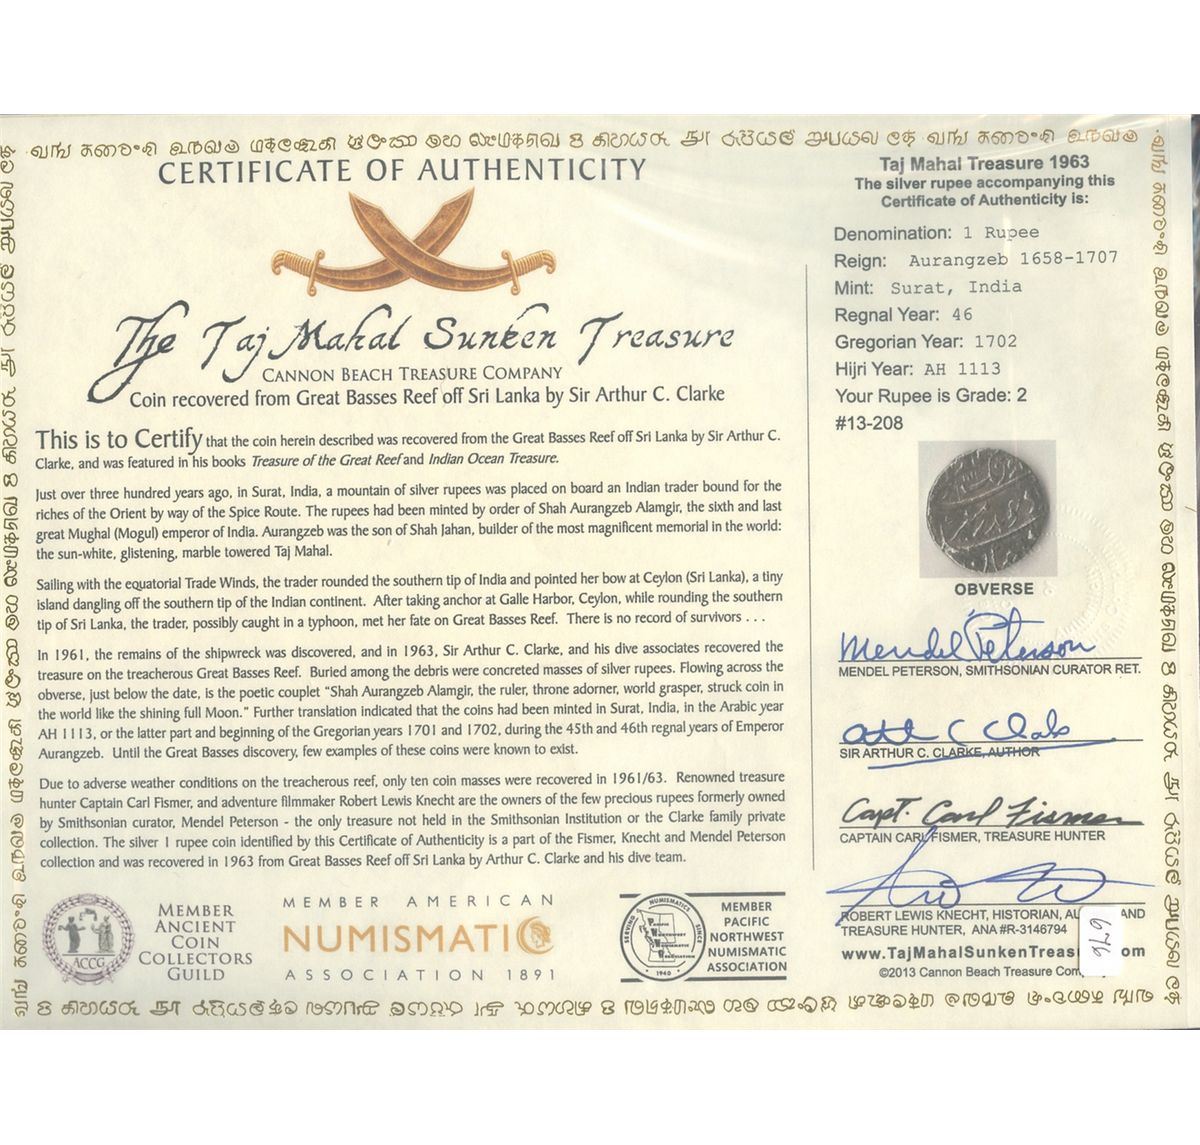 CERTIFICATE OF AUTHENTICITY
The Taj Mahal Sunken Treasure
CANNON BEACH TREASURE COMPANY
Coin recovered from Great Basses Reef off Sri Lanka by Sir Arthur C. Clarke
This is to Certify that the coin herein described was recovered from the Great Basses Reef off Sri Lanka by Sir Arthur C.
Clarke, and was featured in his books Treasure of the Great Reef and Indian Ocean Treasure.
Just over three hundred years ago, in Surat, India, a mountain of silver rupees was placed on board an Indian trader bound for the
riches of the Orient by way of the Spice Route. The rupees had been minted by order of Shah Aurangzeb Alamgir, the sixth and last
great Mughal (Mogul) emperor of India. Aurangzeb was the son of Shah Jahan, builder of the most magnificent memorial in the world:
the sun-white, glistening, marble towered Taj Mahal.
Sailing with the equatorial Trade Winds, the trader rounded the southern tip of India and pointed her bow at Ceylon (Sri Lanka), a tiny
island dangling off the southern tip of the Indian continent. After taking anchor at Galle Harbor, Ceylon, while rounding the southern
tip of Sri Lanka, the trader, possibly caught in a typhoon, met her fate on Great Basses Reef. There is no record of survivors . . .
In 1961, the remains of the shipwreck was discovered, and in 1963, Sir Arthur C. Clarke, and his dive associates recovered the
treasure on the treacherous Great Basses Reef. Buried among the debris were concreted masses of silver rupees. Flowing across the
obverse, just below the date, is the poetic couplet "Shah Aurangzeb Alamgir, the ruler, throne adorner, world grasper, struck coin in
the world like the shining full Moon." Further translation indicated that the coins had been minted in Surat, India, in the Arabic year
AH 1113, or the latter part and beginning of the Gregorian years 1701 and 1702, during the 45th and 46th regnal years of Emperor
Aurangzeb. Until the Great Basses discovery, few examples of these coins were known to exist.
Due to adverse weather conditions on the treacherous reef, only ten coin masses were recovered in 1961/63. Renowned treasure
hunter Captain Carl Fismer, and adventure filmmaker Robert Lewis Knecht are the owners of the few precious rupees formerly owned
by Smithsonian curator, Mendel Peterson - the only treasure not held in the Smithsonian Institution or the Clarke family private
collection. The silver 1 rupee coin identified by this Certificate of Authenticity is a part of the Fismer, Knecht and Mendel Peterson
collection and was recovered in 1963 from Great Basses Reef off Sri Lanka by Arthur C. Clarke and his dive team.
ACCG
MEMBER
ANCIENT
COIN
COLLECTORS
GUILD
MEMBER AMERICAN
NUMISMATIC
ASSOCIATION 1891
SERVING NUMISMATICS SINCE
1940
MEMBER
PACIFIC
NORTHWEST
NUMISMATIC
ASSOCIATION
Taj Mahal Treasure 1963
The silver rupee accompanying this
Certificate of Authenticity is:
Denomination: 1 Rupee
Reign: Aurangzeb 1658-1707
Mint: Surat, India
Regnal Year: 46
Gregorian Year: 1702
Hijri Year: AH 1113
Your Rupee is Grade: 2
#13-208
OBVERSE
Mendel Peterson
MENDEL PETERSON, SMITHSONIAN CURATOR RET.
SIR ARTHUR C. CLARKE, AUTHOR
Capt. Carl Fismer
CAPTAIN CARL FISMER, TREASURE HUNTER
ROBERT LEWIS KNECHT, HISTORIAN, AU AND
TREASURE HUNTER, ANA #R-3146794
www.TajMahalSunkenTreasu om
©2013 Cannon Beach Treasure Com
676